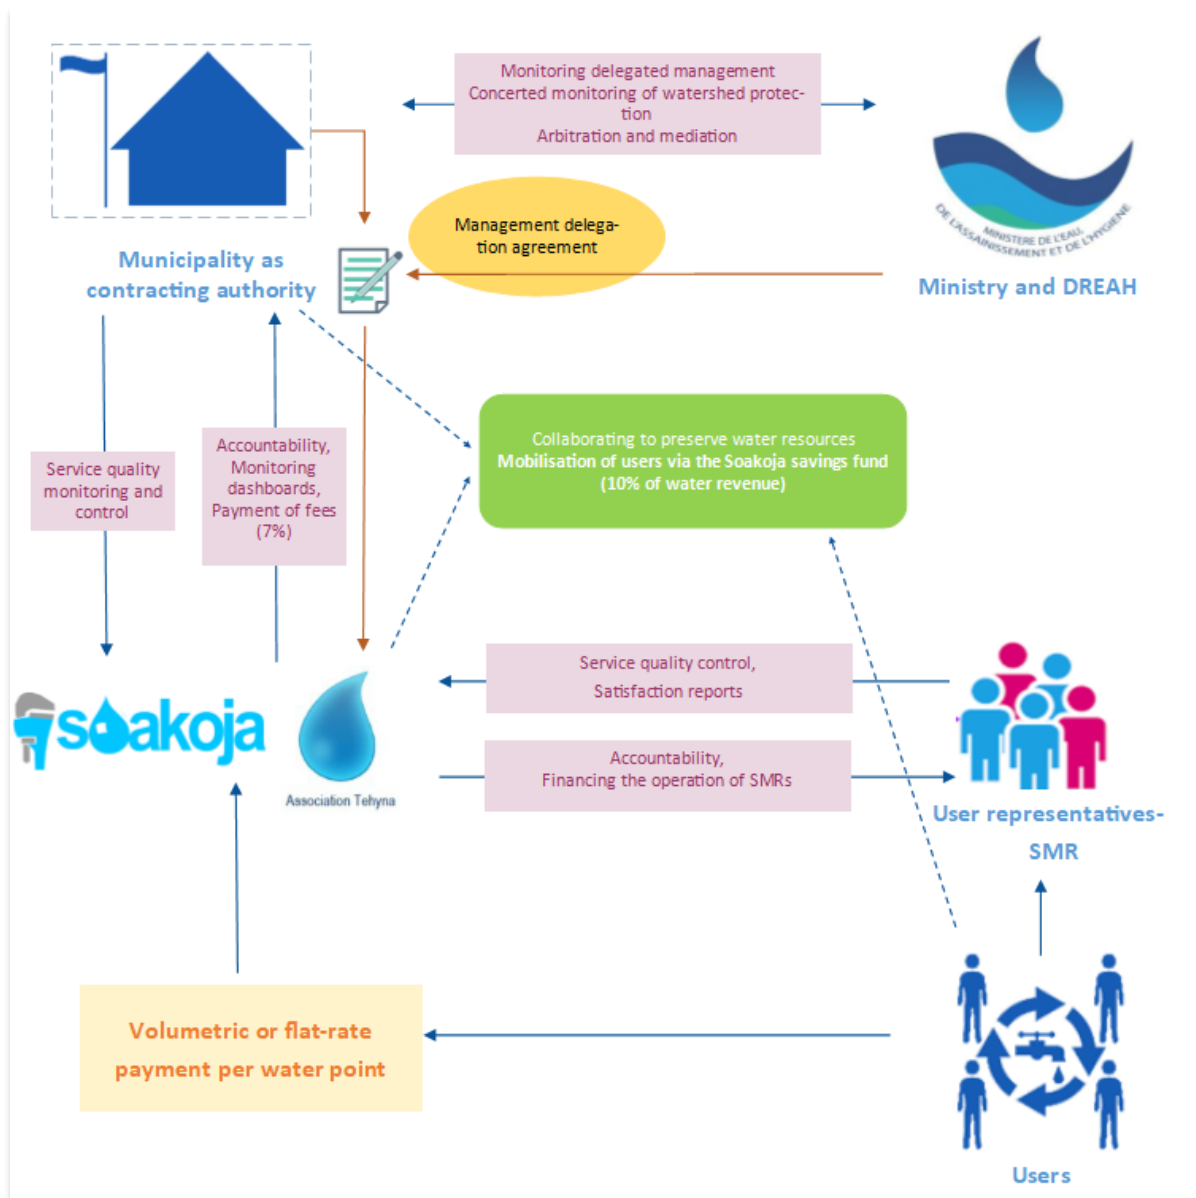 Monitoring delegated management
Concerted monitoring of watershed protec-
tion
Arbitration and mediation
MINISTERE DE L'EAU,
DE L'ASSAINISSEMENT ET DE L'HYGIENE
Management delega-
tion agreement
Municipality as
contracting authority
Ministry and DREAH
Collaborating to preserve water resources
Mobilisation of users via the Soakoja savings fund
(10% of water revenue)
Service quality
monitoring and
control
Accountability,
Monitoring
dashboards,
Payment of fees
(7%)
Service quality control,
Satisfaction reports
soakoja
Association Tehyna
Accountability,
Financing the operation of SMRs
User representatives-
SMR
Volumetric or flat-rate
payment per water point
Users